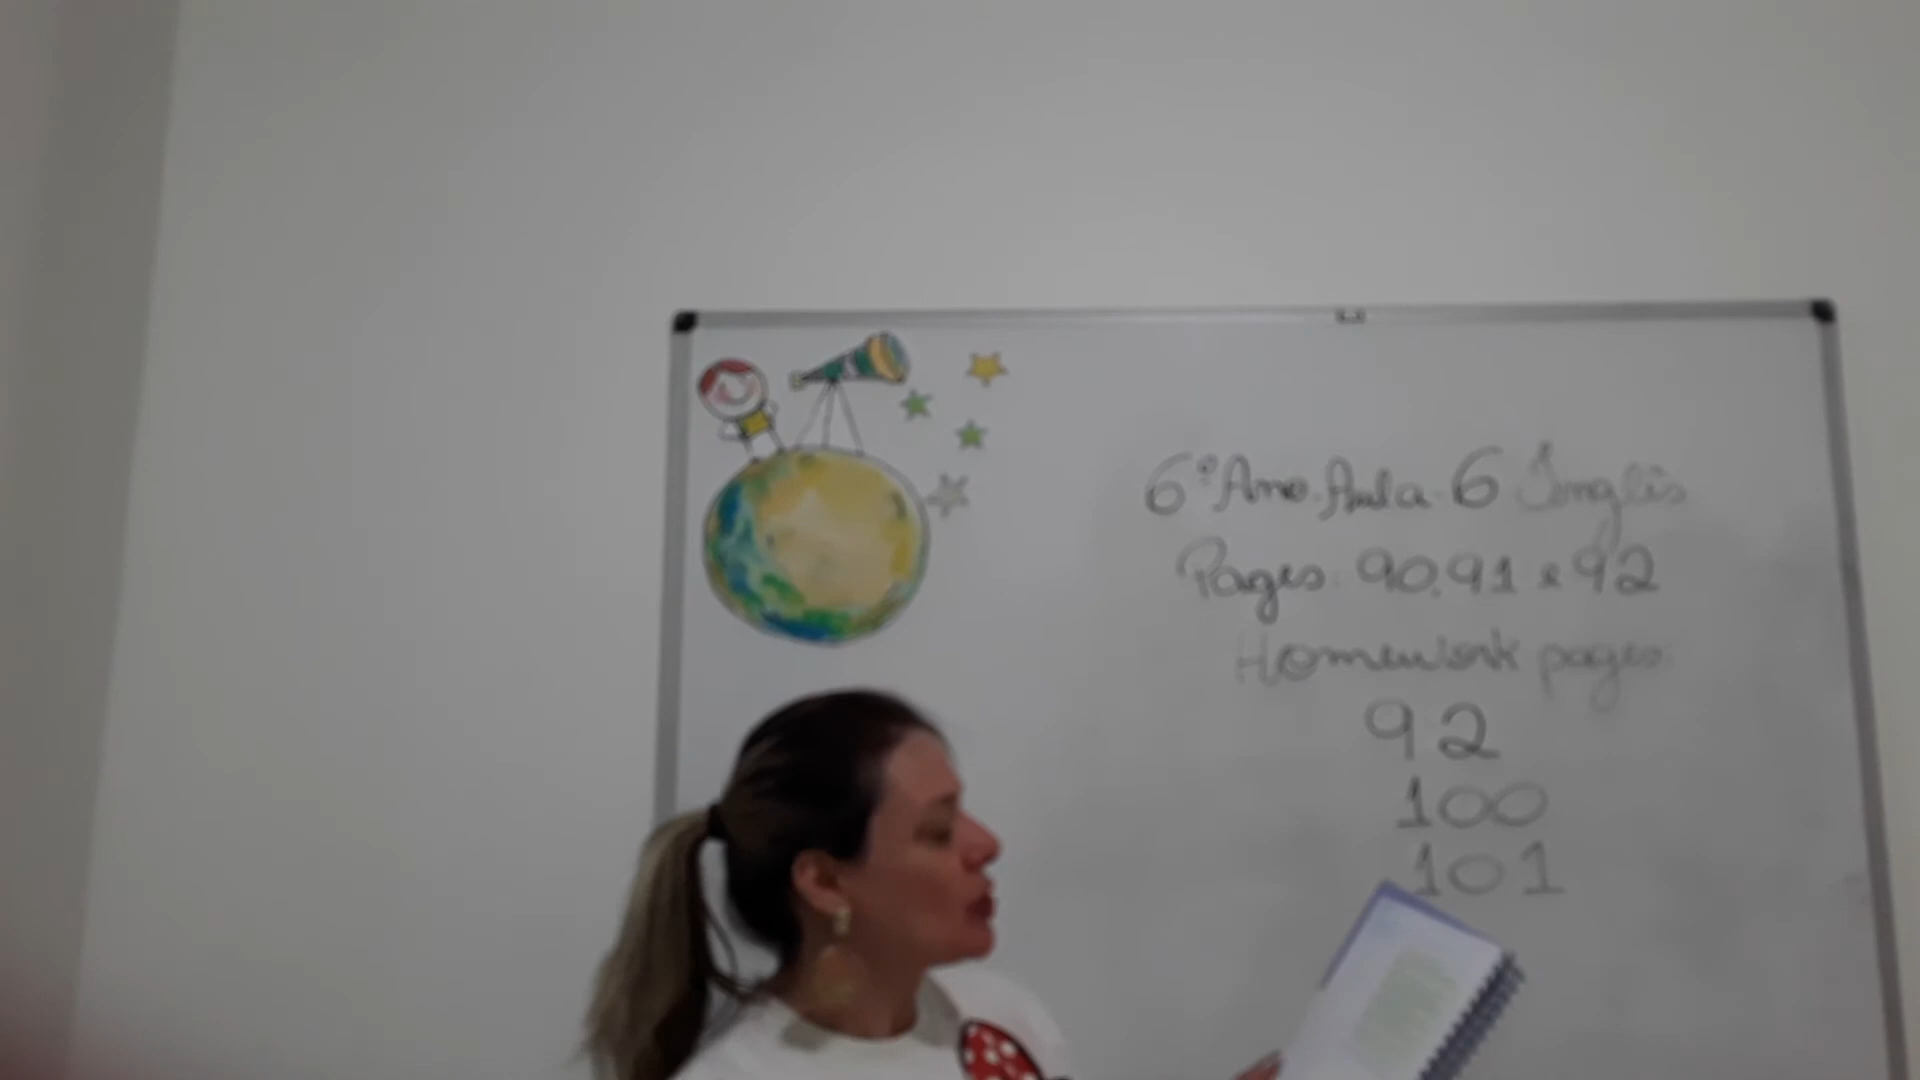 6º Ano. Aula 6 Inglês
Pages: 90, 91 e 92
Homework pages:
92
100
101